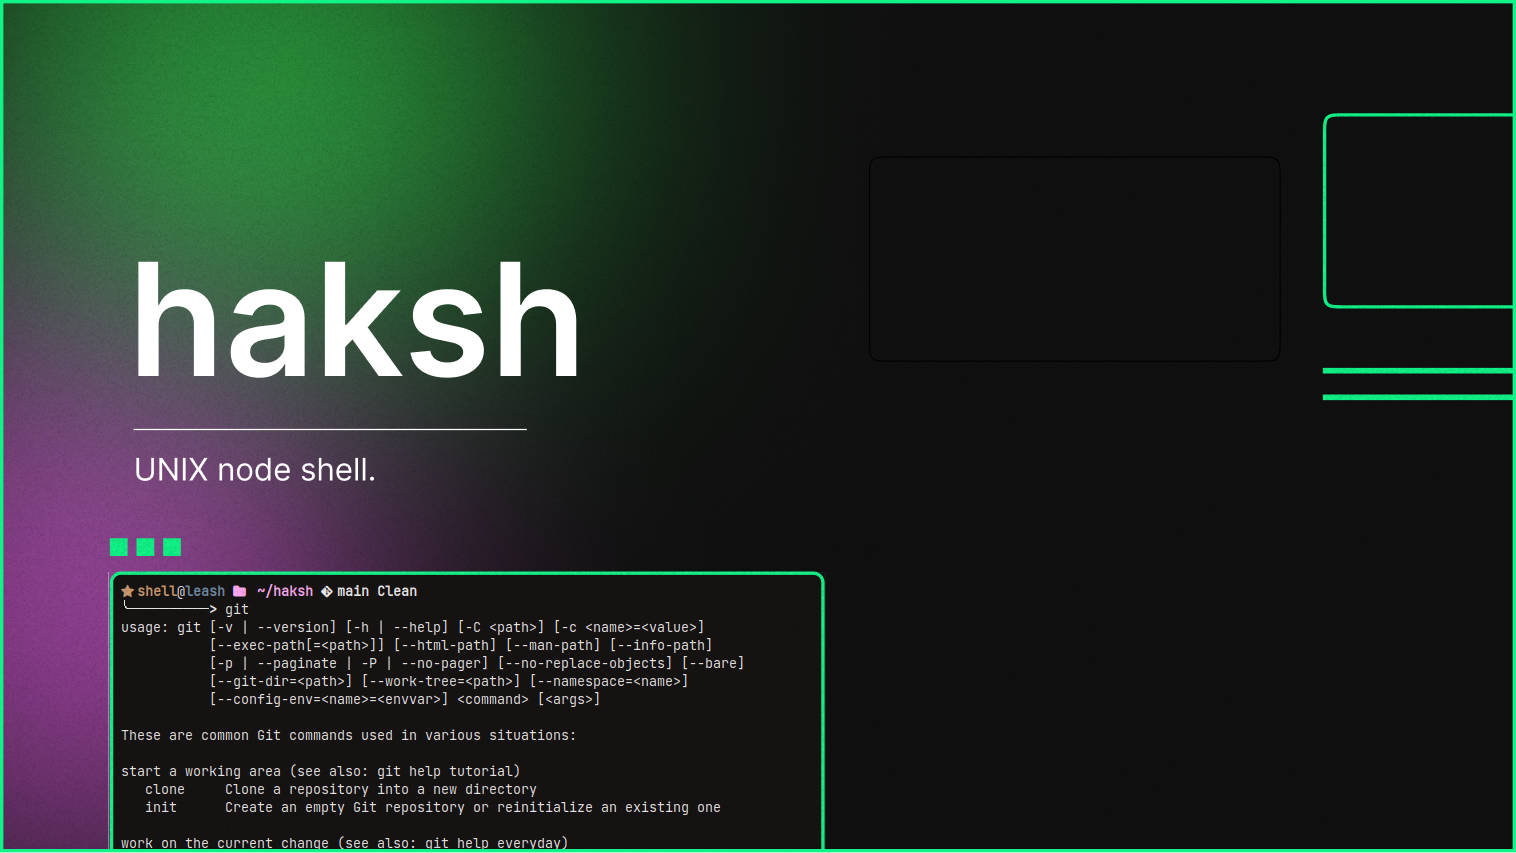 haksh
UNIX node shell.
shell@leash ~/haksh main Clean
╰──────────> git
usage: git [-v | --version] [-h | --help] [-C <path>] [-c <name>=<value>]
           [--exec-path[=<path>]] [--html-path] [--man-path] [--info-path]
           [-p | --paginate | -P | --no-pager] [--no-replace-objects] [--bare]
           [--git-dir=<path>] [--work-tree=<path>] [--namespace=<name>]
           [--config-env=<name>=<envvar>] <command> [<args>]
These are common Git commands used in various situations:
start a working area (see also: git help tutorial)
   clone     Clone a repository into a new directory
   init      Create an empty Git repository or reinitialize an existing one
work on the current change (see also: git help everyday)